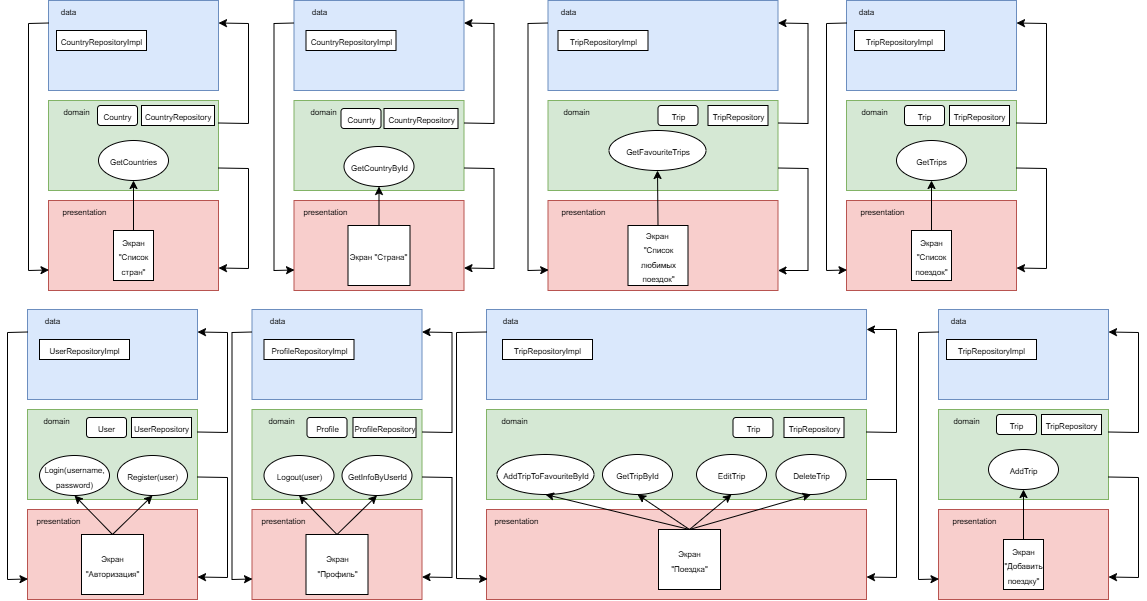 data
CountryRepositoryImpl
domain
Country
CountryRepository
GetCountries
presentation
Экран
"Список
стран"
data
CountryRepositoryImpl
domain
Counrty
CountryRepository
GetCountryById
presentation
Экран "Страна"
data
TripRepositoryImpl
domain
Trip
TripRepository
GetFavouriteTrips
presentation
Экран
"Список
любимых
поездок"
data
TripRepositoryImpl
domain
Trip
TripRepository
GetTrips
presentation
Экран
"Список
поездок"
data
UserRepositoryImpl
domain
User
UserRepository
Login(username,
password)
Register(user)
presentation
Экран
"Авторизация"
data
ProfileRepositoryImpl
domain
Profile
ProfileRepository
Logout(user)
GetInfoByUserId
presentation
Экран
"Профиль"
data
TripRepositoryImpl
domain
Trip
TripRepository
AddTripToFavouriteById
GetTripById
EditTrip
DeleteTrip
presentation
Экран
"Поездка"
data
TripRepositoryImpl
domain
Trip
TripRepository
AddTrip
presentation
Экран
"Добавить
поездку"